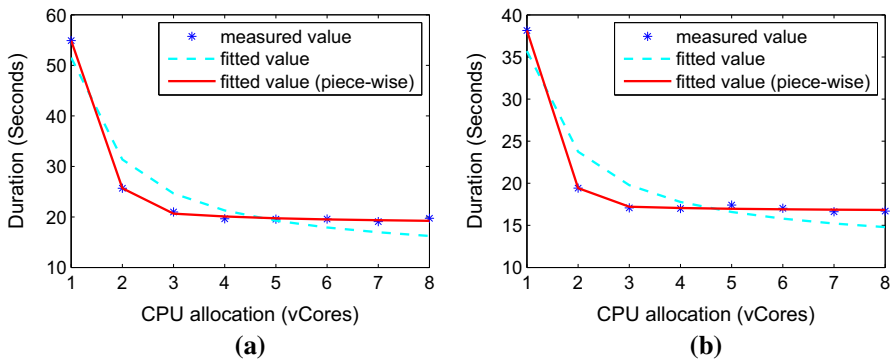 60
50
40
30
20
10
Duration (Seconds)
measured value
fitted value
fitted value (piece-wise)
1 2 3 4 5 6 7 8
CPU allocation (vCores)
(a)
40
35
30
25
20
15
10
Duration (Seconds)
measured value
fitted value
fitted value (piece-wise)
1 2 3 4 5 6 7 8
CPU allocation (vCores)
(b)